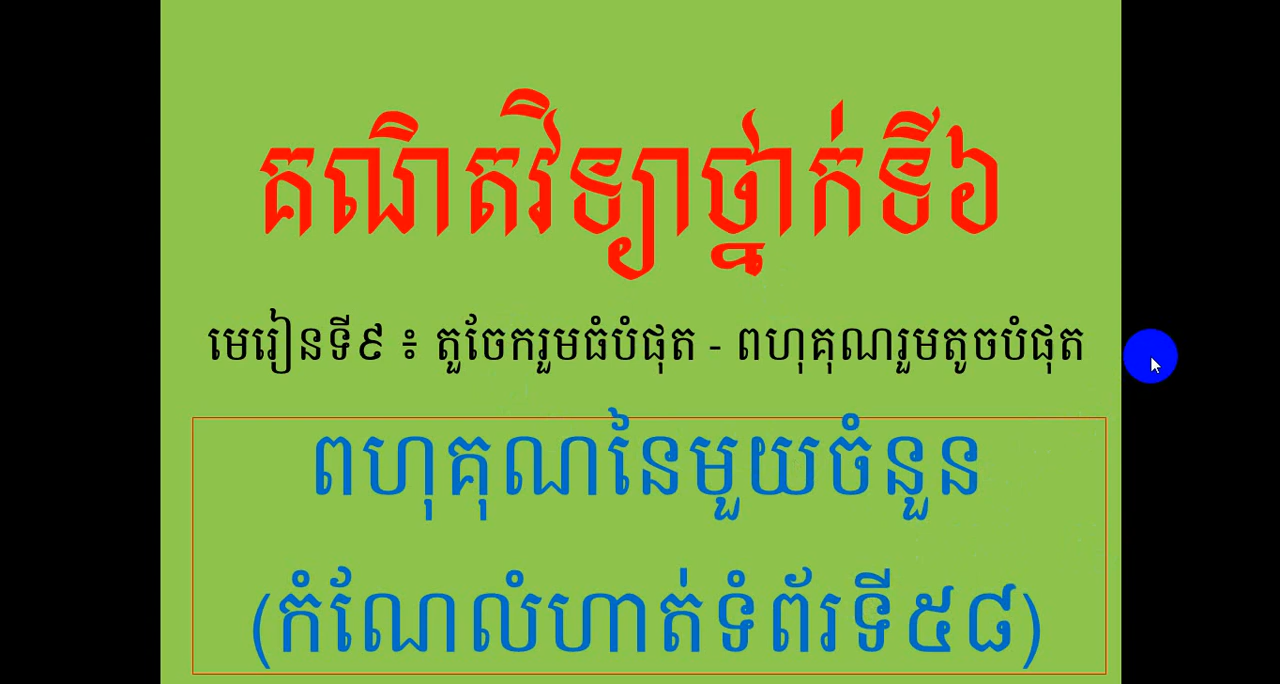 គណិតវិទ្យាថ្នាក់ទី៦
មេរៀនទី៩ ៖ តួចែករួមធំបំផុត - ពហុគុណរួមតូចបំផុត
ពហុគុណនៃមួយចំនួន
(កំណែលំហាត់ទំព័រទី៥៨)